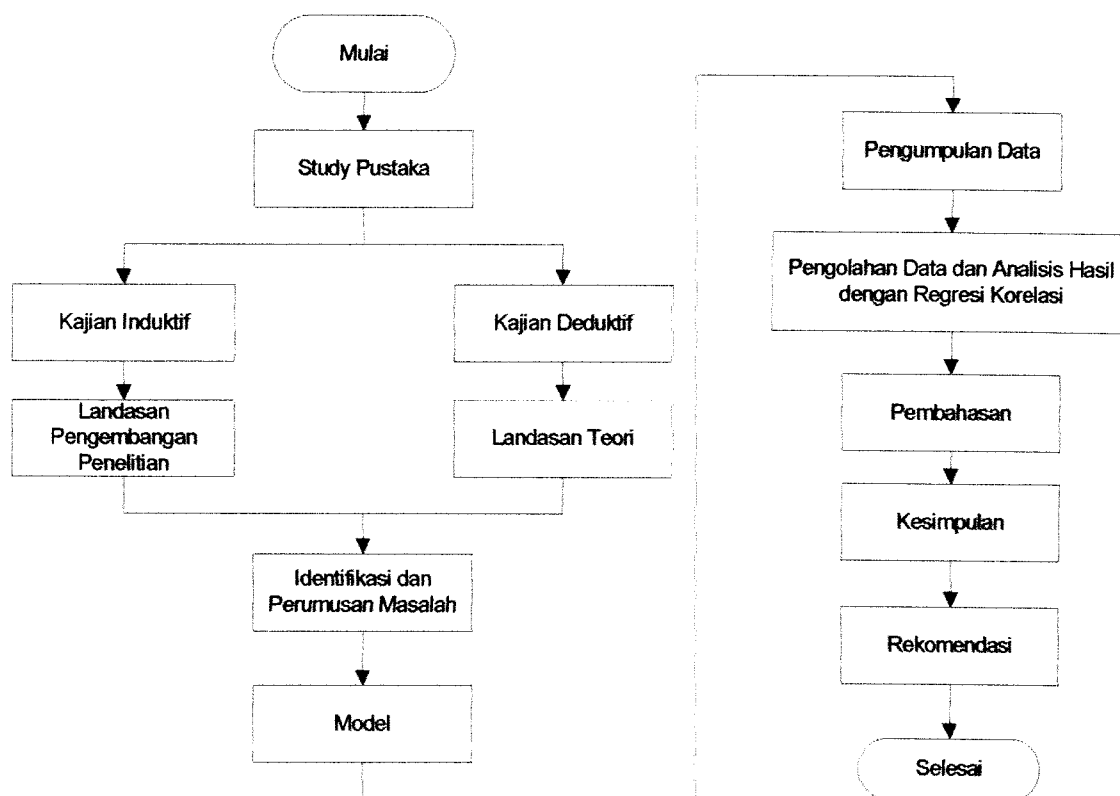 Mulai
Study Pustaka
Kajian Induktif
Kajian Deduktif
Landasan
Pengembangan
Penelitian
Landasan Teori
Identifikasi dan
Perumusan Masalah
Model
Pengumpulan Data
Pengolahan Data dan Analisis Hasil
dengan Regresi Korelasi
Pembahasan
Kesimpulan
Rekomendasi
Selesai